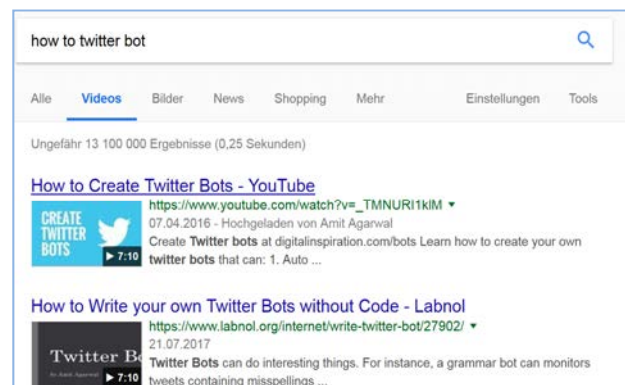 how to twitter bot
Alle Videos Bilder News Shopping Mehr Einstellungen Tools
Ungefähr 13 100 000 Ergebnisse (0,25 Sekunden)
How to Create Twitter Bots - YouTube
https://www.youtube.com/watch?v=_TMNURI1klM
CREATE TWITTER BOTS
7:10
07.04.2016 - Hochgeladen von Amit Agarwal
Create Twitter bots at digitalinspiration.com/bots Learn how to create your own
twitter bots that can: 1. Auto ...
How to Write your own Twitter Bots without Code - Labnol
https://www.labnol.org/internet/write-twitter-bot/27902/
21.07.2017
Twitter Bo
7:10
Twitter Bots can do interesting things. For instance, a grammar bot can monitors
tweets containing misspellings ...